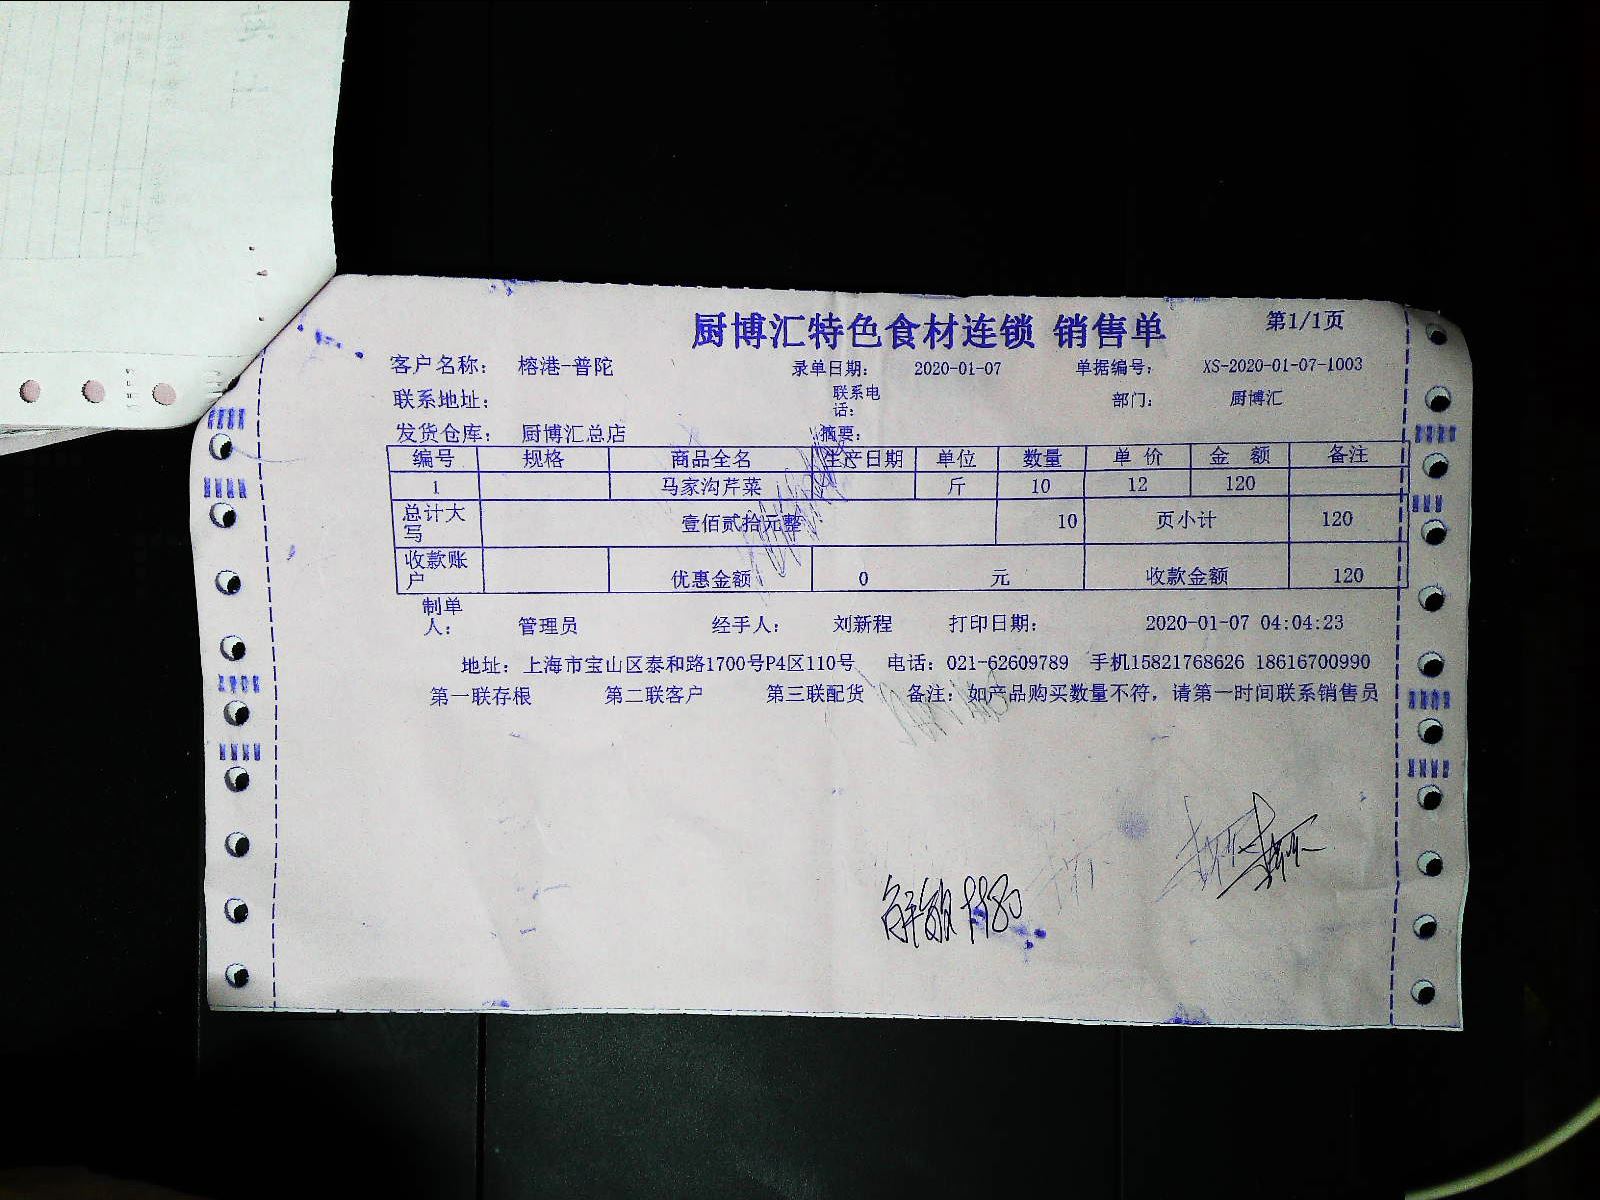 厨博汇特色食材连锁 销售单 第1/1页
客户名称： 榕港-普陀 录单日期： 2020-01-07 单据编号： XS-2020-01-07-1003
联系地址： 联系电话： 部门： 厨博汇
发货仓库： 厨博汇总店 摘要：
编号 规格 商品全名 生产日期 单位 数量 单价 金额 备注
1 马家沟芹菜 斤 10 12 120
总计大写 壹佰贰拾元整 10 页小计 120
收款账户 优惠金额 0 元 收款金额 120
制单人： 管理员 经手人： 刘新程 打印日期： 2020-01-07 04:04:23
地址：上海市宝山区泰和路1700号P4区110号 电话：021-62609789 手机15821768626 18616700990
第一联存根 第二联客户 第三联配货 备注：如产品购买数量不符，请第一时间联系销售员